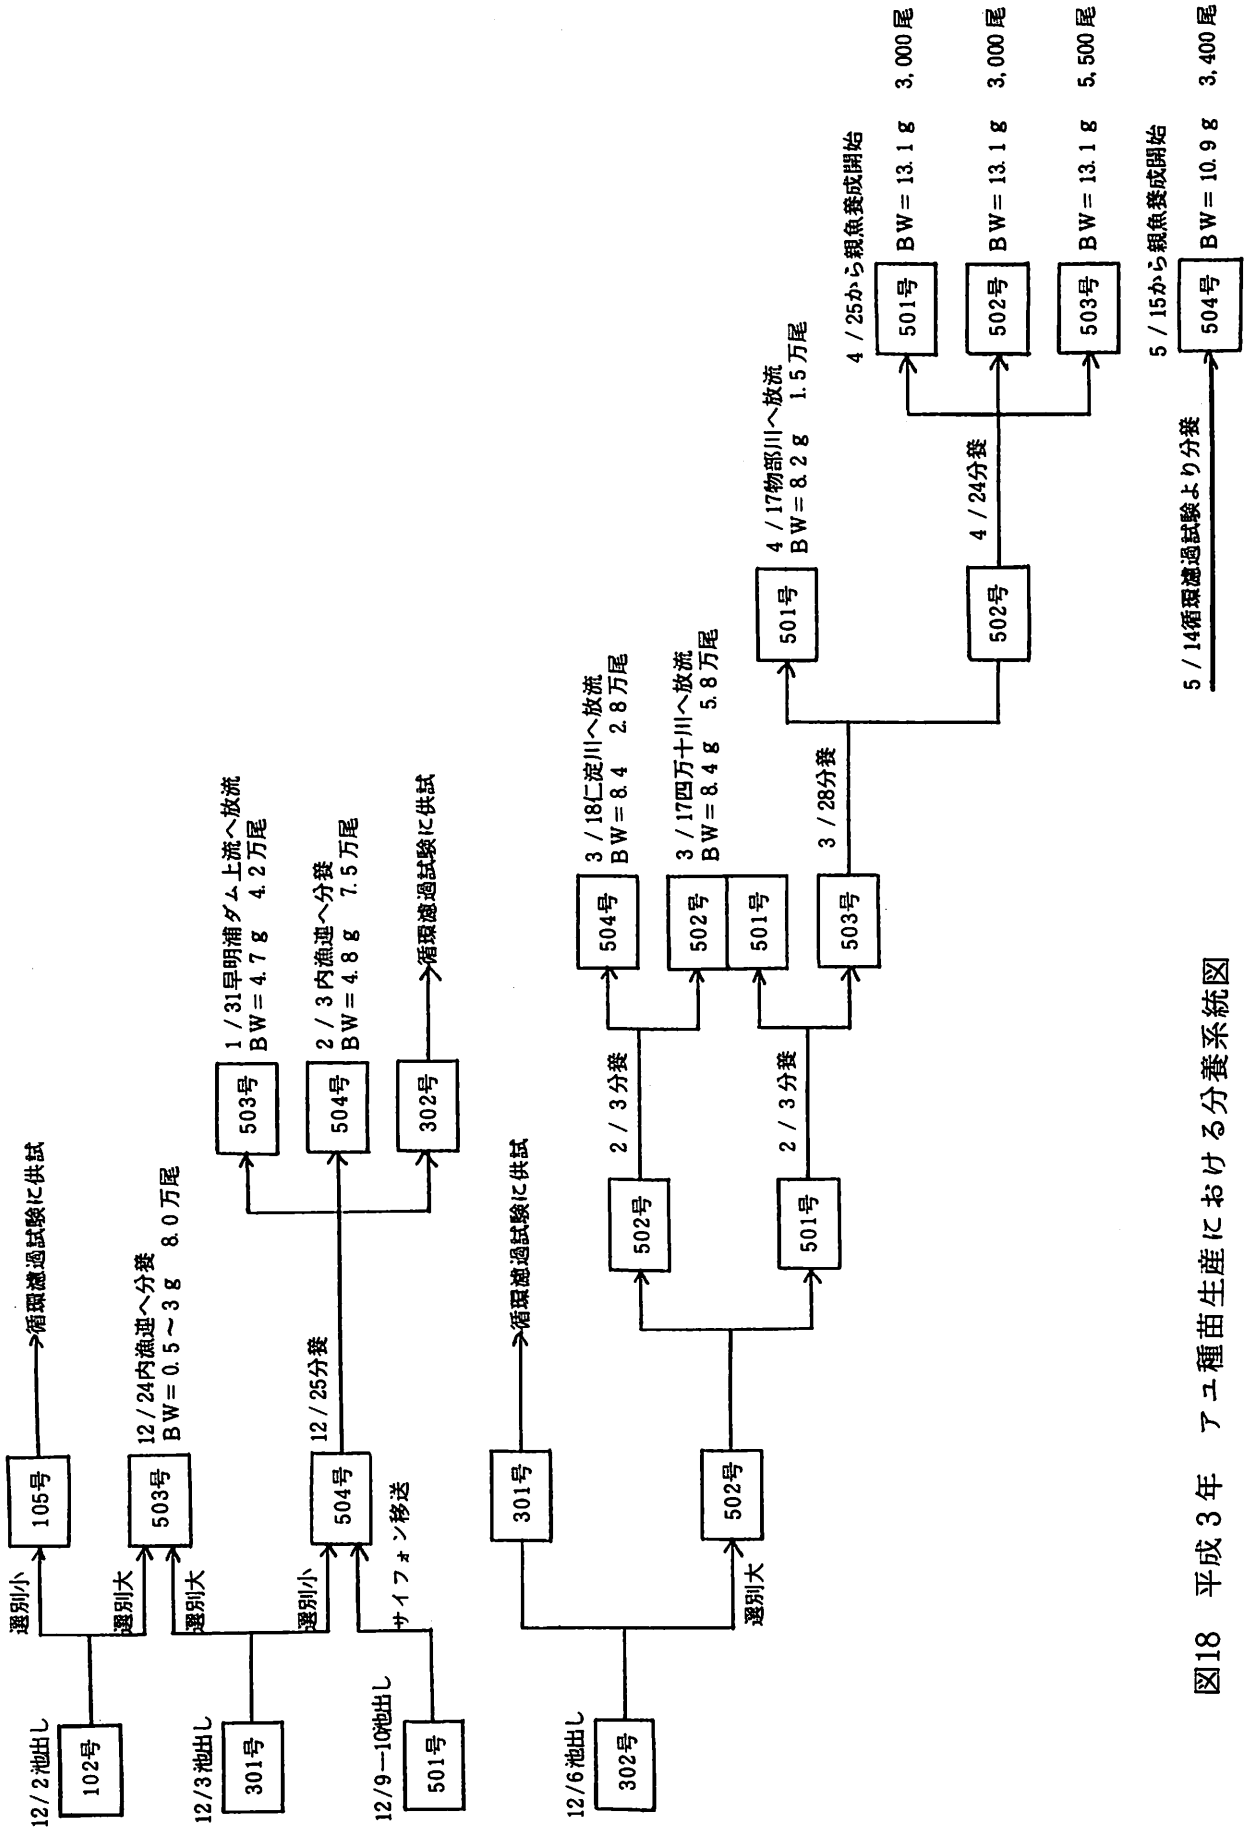 12/2池出し
102号
選別小
選別大
105号
循環濾過試験に供試
12/3池出し
301号
選別大
選別小
503号
12/24内漁連へ分養
BW=0.5～3g 8.0万尾
12/9―10池出し
501号
サイフォン移送
504号
12/25分養
503号
1/31早明浦ダム上流へ放流
BW=4.7g 4.2万尾
504号
2/3内漁連へ分養
BW=4.8g 7.5万尾
302号
循環濾過試験に供試
12/6池出し
302号
301号
循環濾過試験に供試
選別大
502号
502号
2/3分養
501号
2/3分養
504号
3/18仁淀川へ放流
BW=8.4 2.8万尾
502号
3/17四万十川へ放流
BW=8.4g 5.8万尾
501号
503号
3/28分養
501号
4/17物部川へ放流
BW=8.2g 1.5万尾
502号
4/24分養
4/25から親魚養成開始
501号
BW=13.1g 3,000尾
502号
BW=13.1g 3,000尾
503号
BW=13.1g 5,500尾
5/14循環濾過試験より分養
5/15から親魚養成開始
504号
BW=10.9g 3,400尾
図18 平成3年 アユ種苗生産における分養系統図